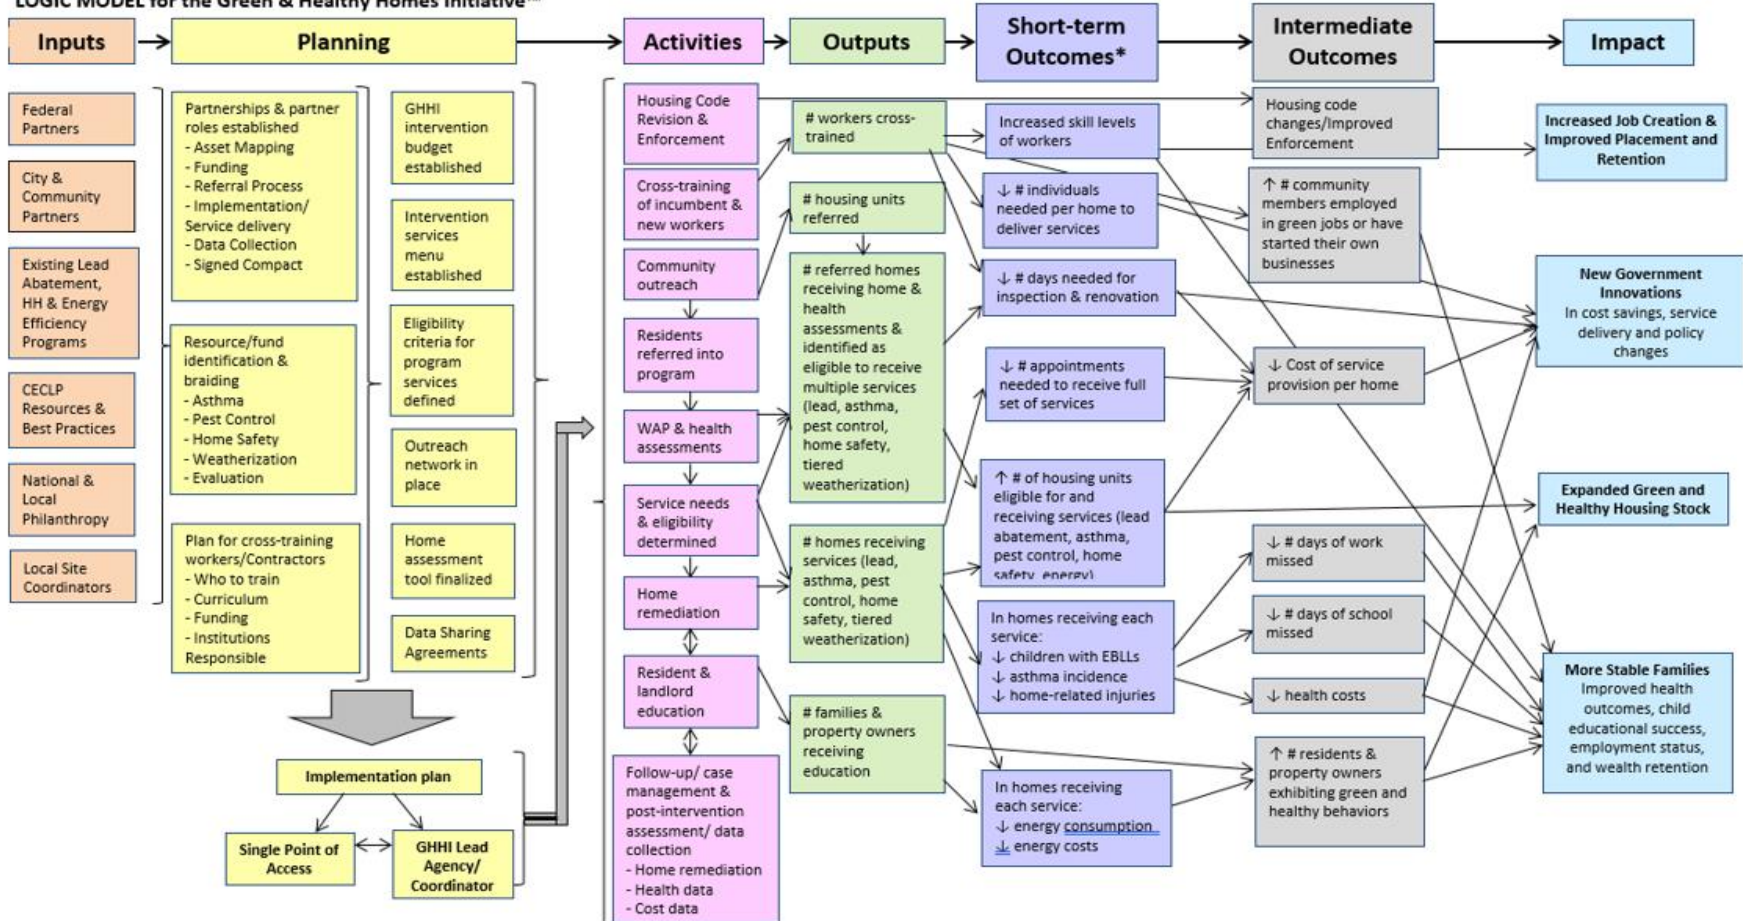 LOGIC MODEL for the Green & Healthy Homes Initiative
Inputs
Planning
Activities
Outputs
Short-term
Outcomes*
Intermediate
Outcomes
Impact
Federal
Partners
City &
Community
Partners
Existing Lead
Abatement,
HH & Energy
Efficiency
Programs
CECLP
Resources &
Best Practices
National &
Local
Philanthropy
Local Site
Coordinators
Partnerships & partner
roles established
- Asset Mapping
- Funding
- Referral Process
- Implementation/
Service delivery
- Data Collection
- Signed Compact
Resource/fund
identification &
braiding
- Asthma
- Pest Control
- Home Safety
- Weatherization
- Evaluation
Plan for cross-training
workers/Contractors
- Who to train
- Curriculum
- Funding
- Institutions
Responsible
GHHI
intervention
budget
established
Intervention
services
menu
established
Eligibility
criteria for
program
services
defined
Outreach
network in
place
Home
assessment
tool finalized
Data Sharing
Agreements
Implementation plan
Single Point of
Access
GHHI Lead
Agency/
Coordinator
Housing Code
Revision &
Enforcement
Cross-training
of incumbent &
new workers
Community
outreach
Residents
referred into
program
WAP & health
assessments
Service needs
& eligibility
determined
Home
remediation
Resident &
landlord
education
Follow-up/ case
management &
post-intervention
assessment/ data
collection
- Home remediation
- Health data
- Cost data
# workers cross-
trained
# housing units
referred
# referred homes
receiving home &
health
assessments &
identified as
eligible to receive
multiple services
(lead, asthma,
pest control,
home safety,
tiered
weatherization)
# homes receiving
services (lead,
asthma, pest
control, home
safety, tiered
weatherization)
# families &
property owners
receiving
education
Increased skill levels
of workers
↓ # individuals
needed per home to
deliver services
↓ # days needed for
inspection & renovation
↓ # appointments
needed to receive full
set of services
↑ # of housing units
eligible for and
receiving services (lead
abatement, asthma,
pest control, home
safety, energy)
In homes receiving each
service:
↓ children with EBLLs
↓ asthma incidence
↓ home-related injuries
In homes receiving
each service:
↓ energy consumption
↓ energy costs
Housing code
changes/Improved
Enforcement
↑ # community
members employed
in green jobs or have
started their own
businesses
↓ Cost of service
provision per home
↓ # days of work
missed
↓ # days of school
missed
↓ health costs
↑ # residents &
property owners
exhibiting green and
healthy behaviors
Increased Job Creation &
Improved Placement and
Retention
New Government
Innovations
In cost savings, service
delivery and policy
changes
Expanded Green and
Healthy Housing Stock
More Stable Families
Improved health
outcomes, child
educational success,
employment status,
and wealth retention